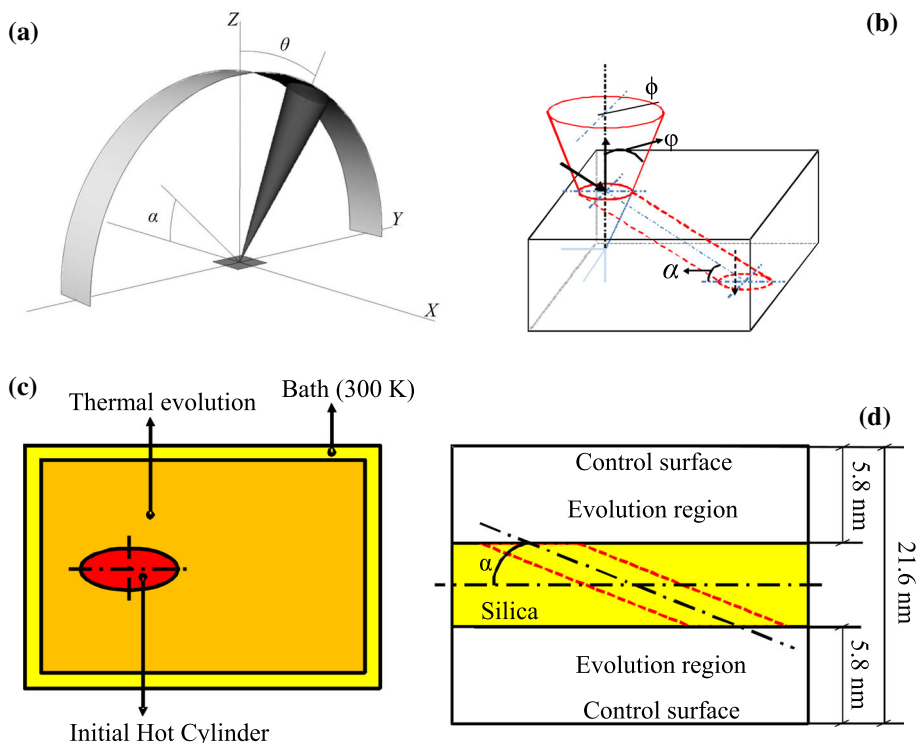 (a)
Z
θ
α
Y
X
(b)
ϕ
φ
α
(c)
Thermal evolution
Bath (300 K)
Initial Hot Cylinder
(d)
Control surface
Evolution region
α
Silica
Evolution region
Control surface
5.8 nm
21.6 nm
5.8 nm